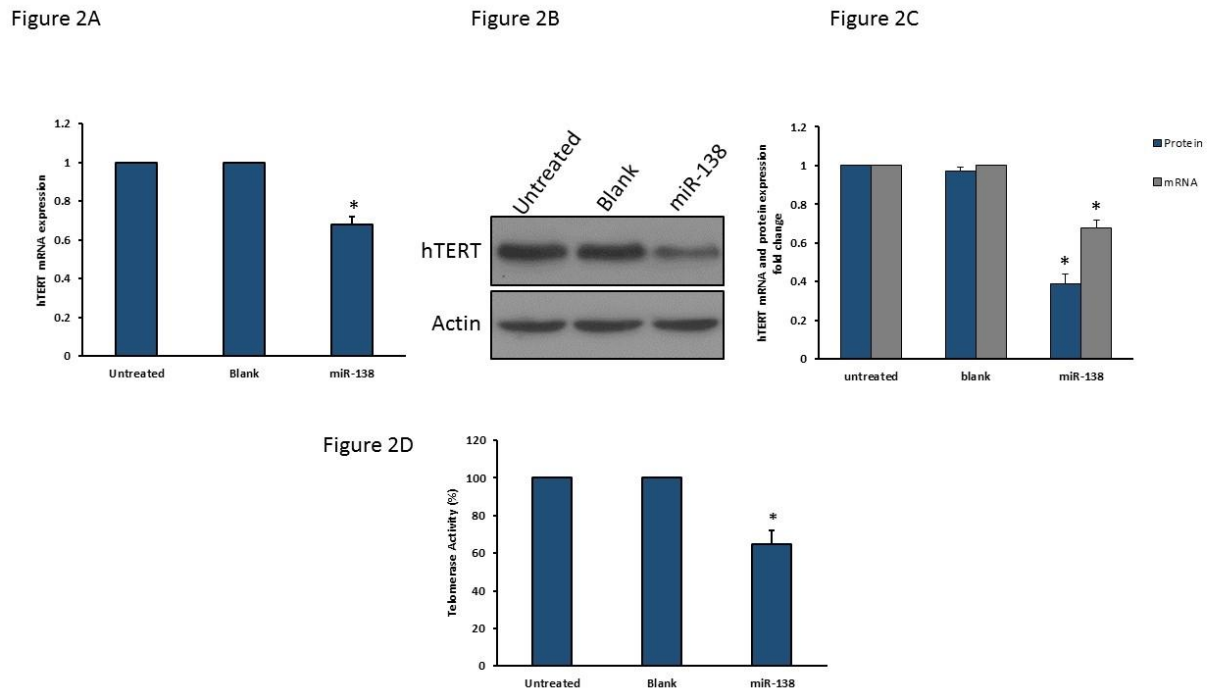 Figure 2A
Figure 2B
Figure 2C
hTERT mRNA expression
1.2
1
0.8
0.6
0.4
0.2
0
*
Untreated Blank miR-138
Untreated Blank miR-138
hTERT
Actin
hTERT mRNA and protein expression
fold change
1.2
1
0.8
0.6
0.4
0.2
0
*
*
untreated blank miR-138
Protein
mRNA
Figure 2D
Telomerase Activity (%)
120
100
80
60
40
20
0
*
Untreated Blank miR-138